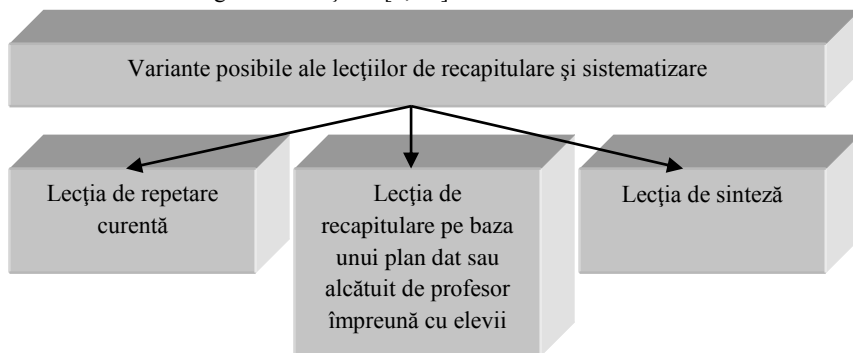 Variante posibile ale lecţiilor de recapitulare şi sistematizare
Lecţia de repetare
curentă
Lecţia de
recapitulare pe baza
unui plan dat sau
alcătuit de profesor
împreună cu elevii
Lecţia de sinteză